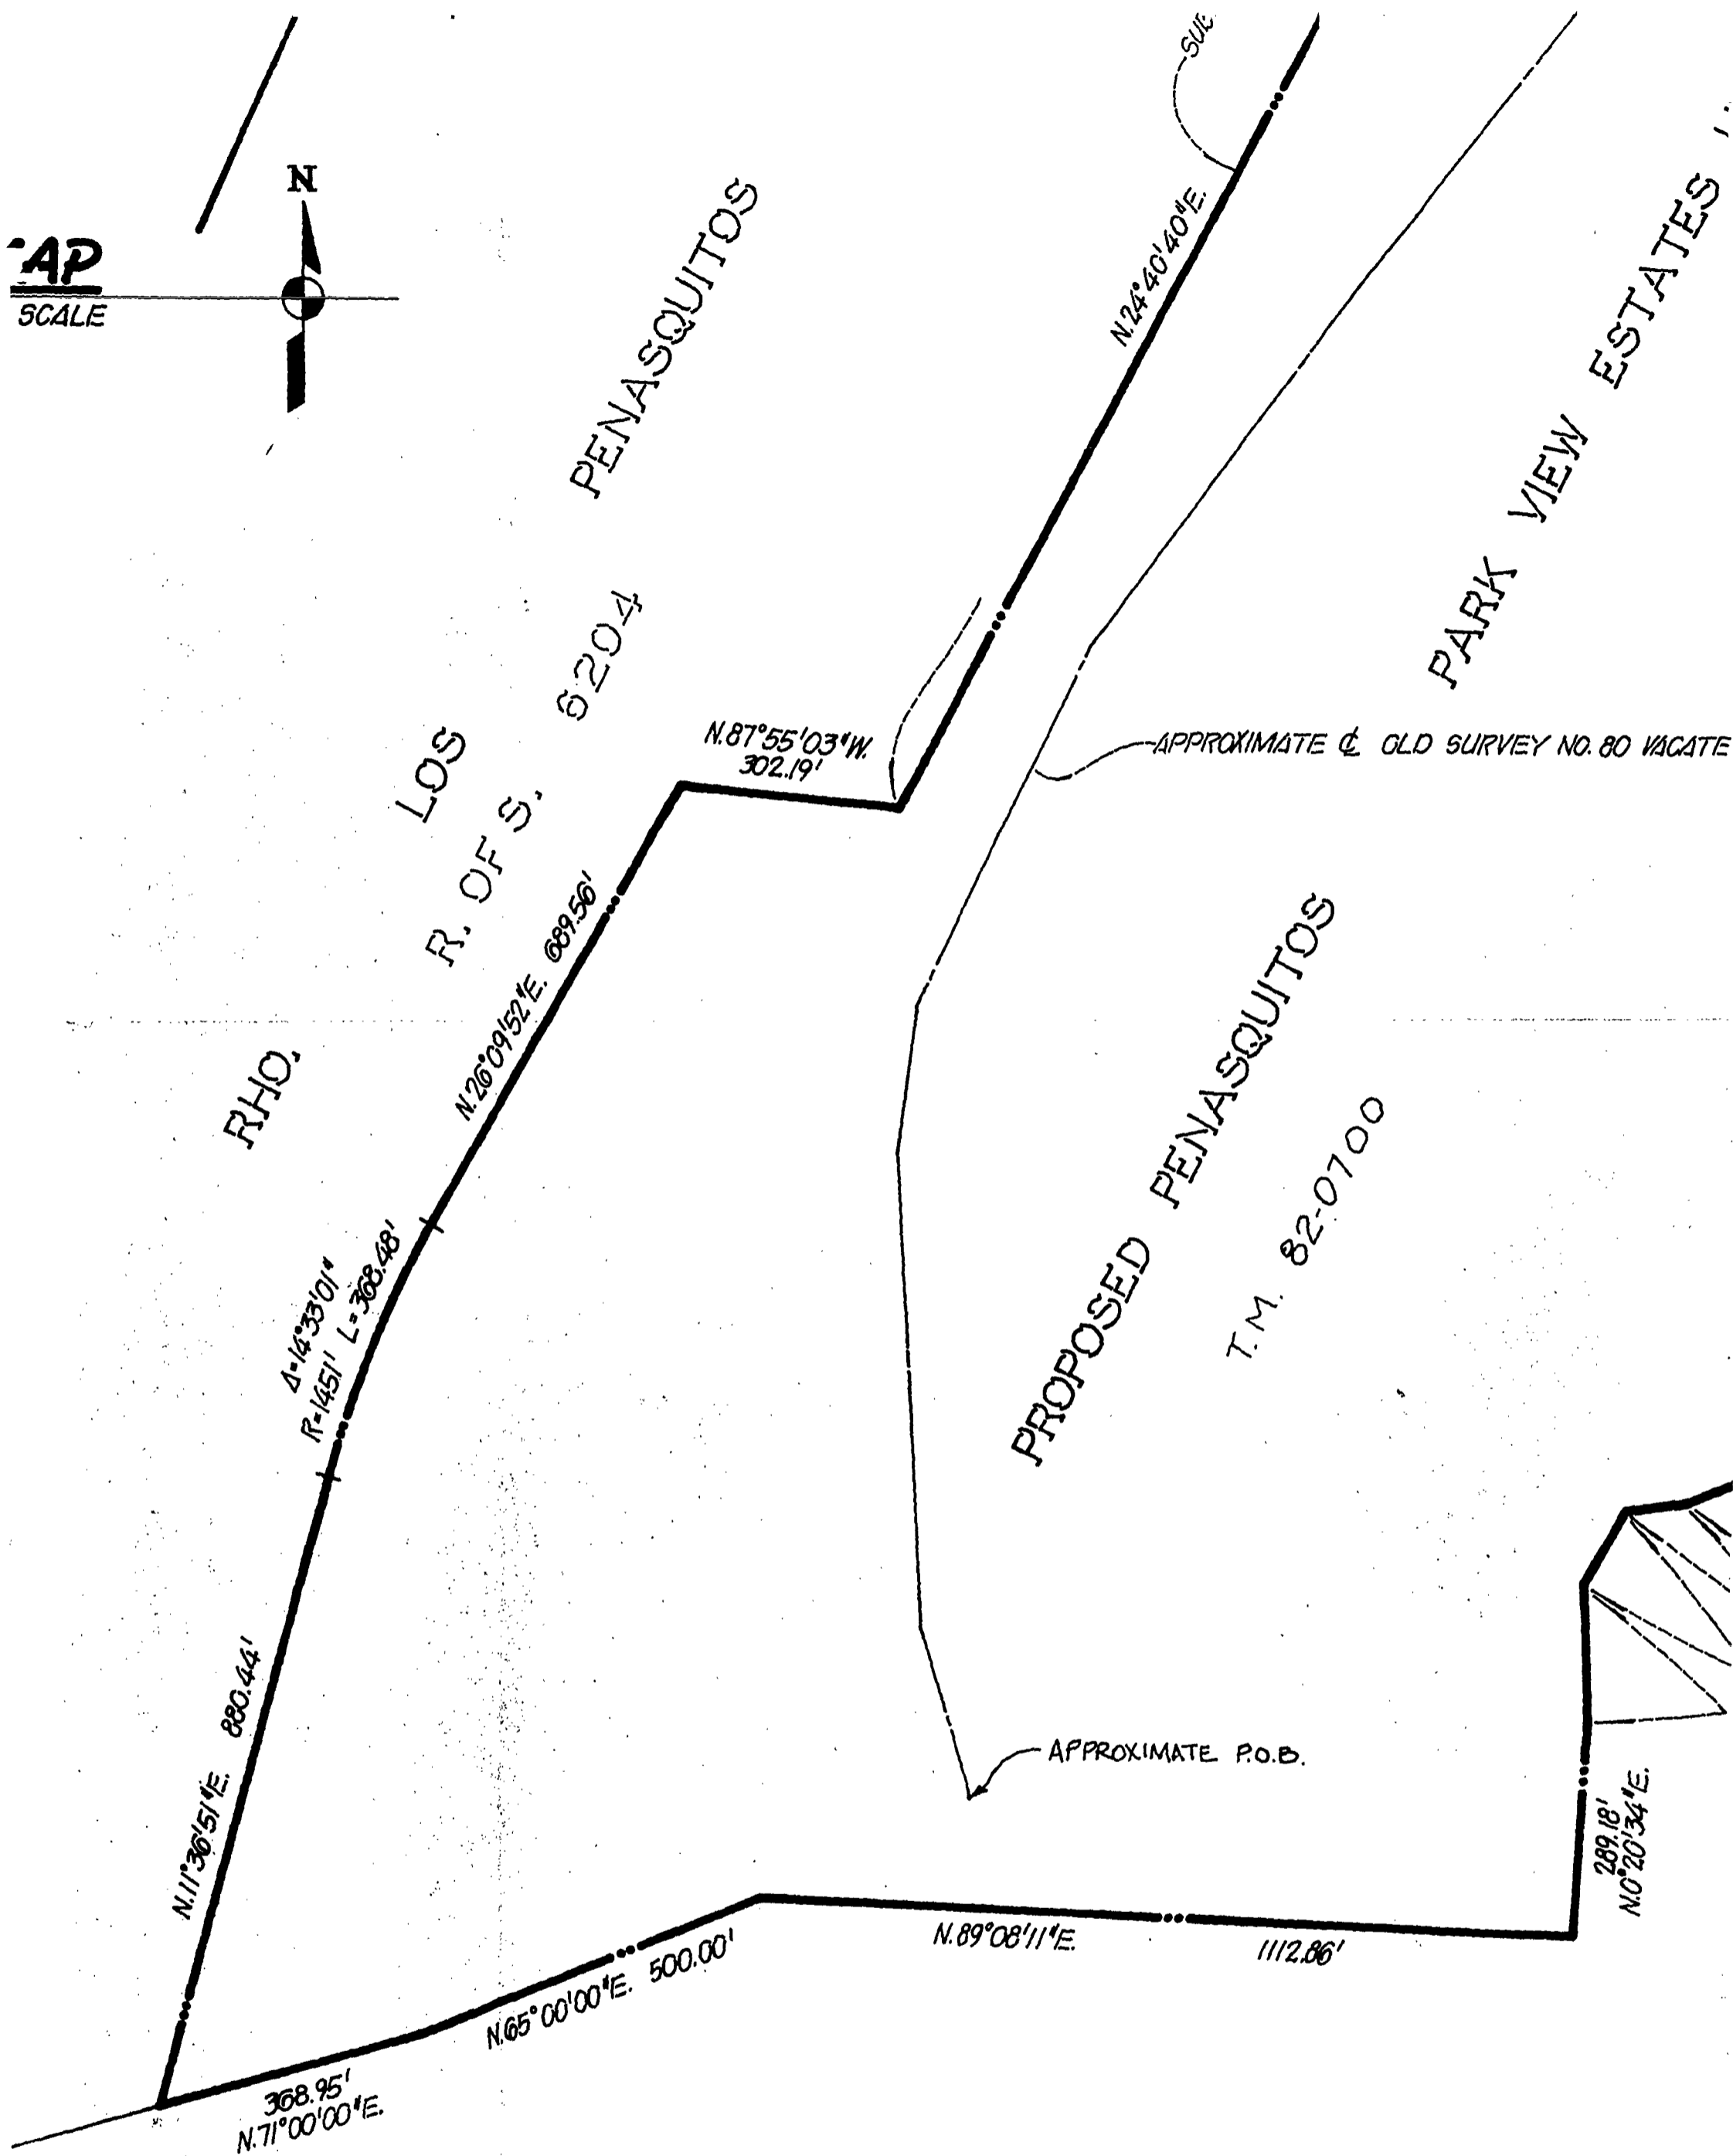 N
AP
SCALE
SUE
N.24°40'40"E.
RHO. LOS PENASQUITOS
R. OF S. 6204
PARK VIEW ESTATES
N.87°55'03"W.
302.19'
APPROXIMATE ℄ OLD SURVEY NO. 80 VACATE
N.26°09'52"E. 689.56'
PROPOSED PENASQUITOS
T.M. 82-0700
Δ=14°33'01"
R=1451' L=368.48'
N.11°36'51"E. 880.44'
APPROXIMATE P.O.B.
289.18'
N.0°20'34"E.
N.89°08'11"E. 1112.86'
N.65°00'00"E. 500.00'
368.95'
N.71°00'00"E.